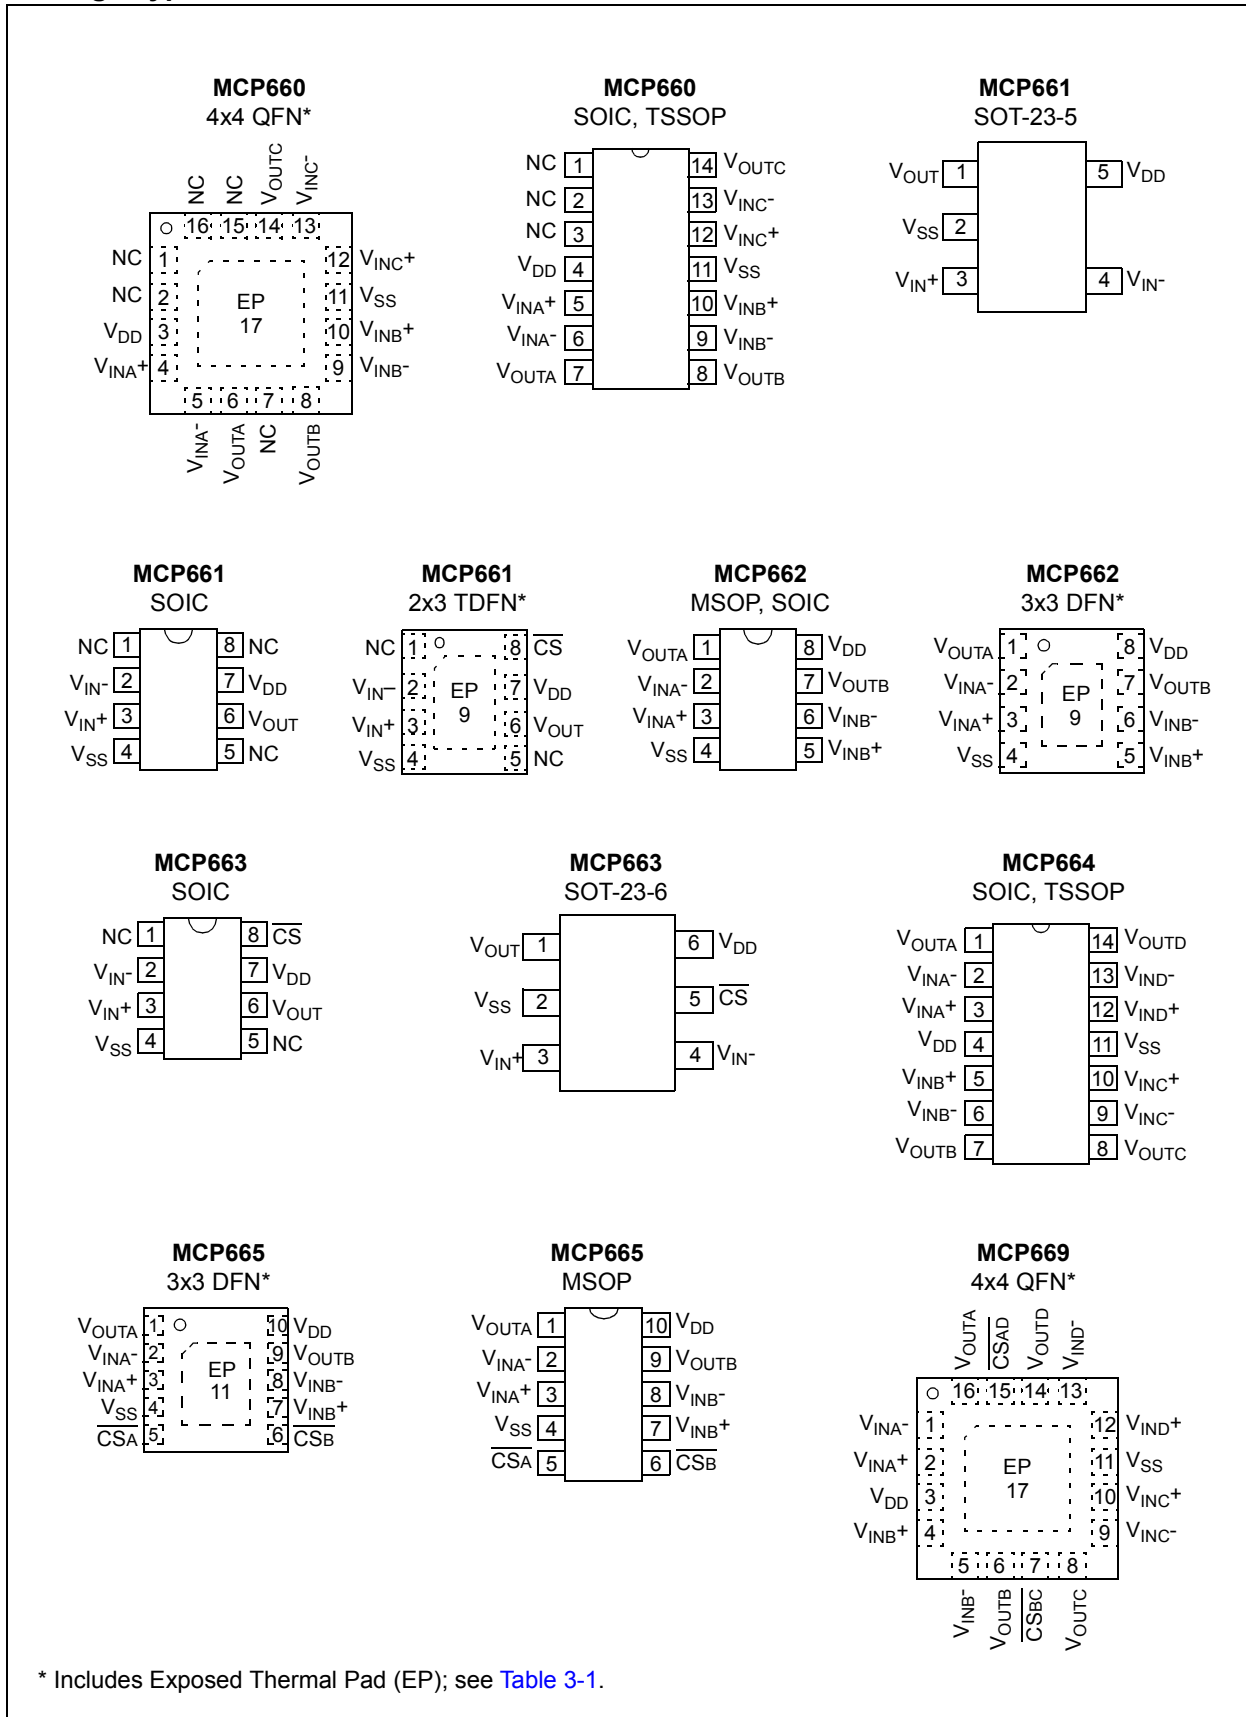 MCP660
4x4 QFN*
NC
NC
VOUTC
VINC-
16 15 14 13
NC 1
NC 2
VDD 3
VINA+ 4
EP
17
12 VINC+
11 VSS
10 VINB+
9 VINB-
5 6 7 8
VINA-
VOUTA
NC
VOUTB
MCP660
SOIC, TSSOP
NC 1 14 VOUTC
NC 2 13 VINC-
NC 3 12 VINC+
VDD 4 11 VSS
VINA+ 5 10 VINB+
VINA- 6 9 VINB-
VOUTA 7 8 VOUTB
MCP661
SOT-23-5
VOUT 1 5 VDD
VSS 2
VIN+ 3 4 VIN-
MCP661
SOIC
NC 1 8 NC
VIN- 2 7 VDD
VIN+ 3 6 VOUT
VSS 4 5 NC
MCP661
2x3 TDFN*
NC 1 8 CS
VIN– 2 7 VDD
VIN+ 3 6 VOUT
VSS 4 5 NC
EP
9
MCP662
MSOP, SOIC
VOUTA 1 8 VDD
VINA- 2 7 VOUTB
VINA+ 3 6 VINB-
VSS 4 5 VINB+
MCP662
3x3 DFN*
VOUTA 1 8 VDD
VINA- 2 7 VOUTB
VINA+ 3 6 VINB-
VSS 4 5 VINB+
EP
9
MCP663
SOIC
NC 1 8 CS
VIN- 2 7 VDD
VIN+ 3 6 VOUT
VSS 4 5 NC
MCP663
SOT-23-6
VOUT 1 6 VDD
VSS 2 5 CS
VIN+ 3 4 VIN-
MCP664
SOIC, TSSOP
VOUTA 1 14 VOUTD
VINA- 2 13 VIND-
VINA+ 3 12 VIND+
VDD 4 11 VSS
VINB+ 5 10 VINC+
VINB- 6 9 VINC-
VOUTB 7 8 VOUTC
MCP665
3x3 DFN*
VOUTA 1 10 VDD
VINA- 2 9 VOUTB
VINA+ 3 8 VINB-
VSS 4 7 VINB+
CSA 5 6 CSB
EP
11
MCP665
MSOP
VOUTA 1 10 VDD
VINA- 2 9 VOUTB
VINA+ 3 8 VINB-
VSS 4 7 VINB+
CSA 5 6 CSB
MCP669
4x4 QFN*
VOUTA
CSAD
VOUTD
VIND-
16 15 14 13
VINA- 1
VINA+ 2
VDD 3
VINB+ 4
EP
17
12 VIND+
11 VSS
10 VINC+
9 VINC-
5 6 7 8
VINB-
VOUTB
CSBC
VOUTC
* Includes Exposed Thermal Pad (EP); see Table 3-1.